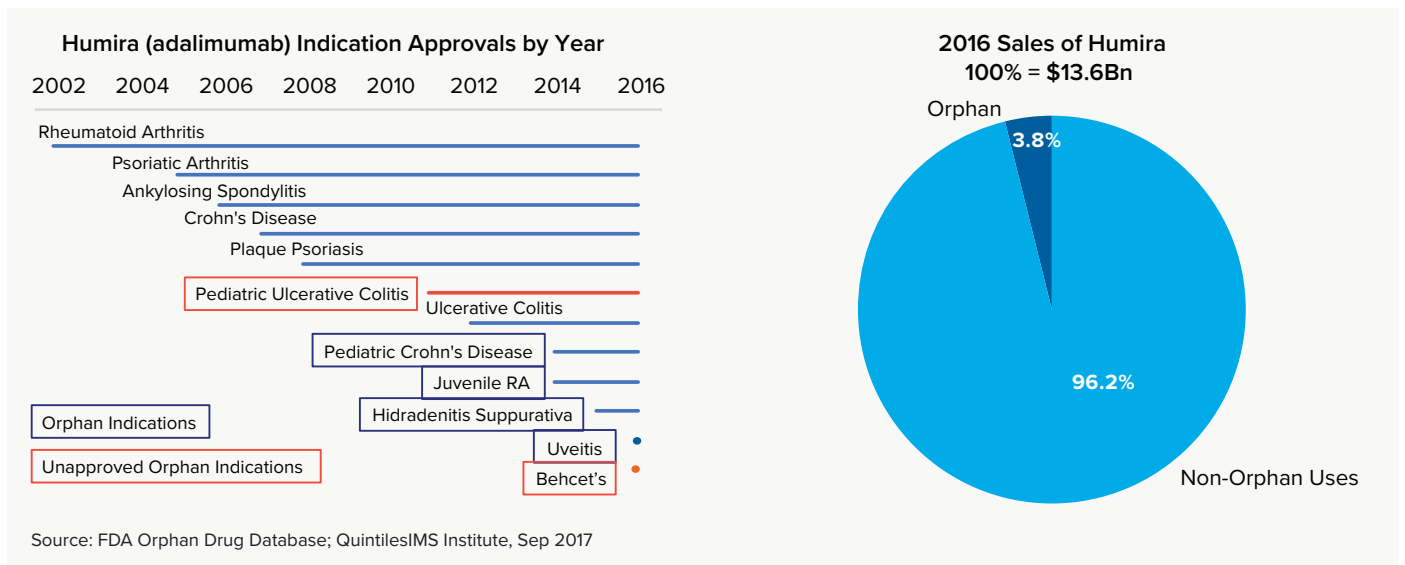 Humira (adalimumab) Indication Approvals by Year
2002 2004 2006 2008 2010 2012 2014 2016
Rheumatoid Arthritis
Psoriatic Arthritis
Ankylosing Spondylitis
Crohn's Disease
Plaque Psoriasis
Pediatric Ulcerative Colitis
Ulcerative Colitis
Pediatric Crohn's Disease
Juvenile RA
Hidradenitis Suppurativa
Orphan Indications
Uveitis
Unapproved Orphan Indications
Behcet’s
Source: FDA Orphan Drug Database; QuintilesIMS Institute, Sep 2017
2016 Sales of Humira
100% = $13.6Bn
Orphan
3.8%
96.2%
Non-Orphan Uses